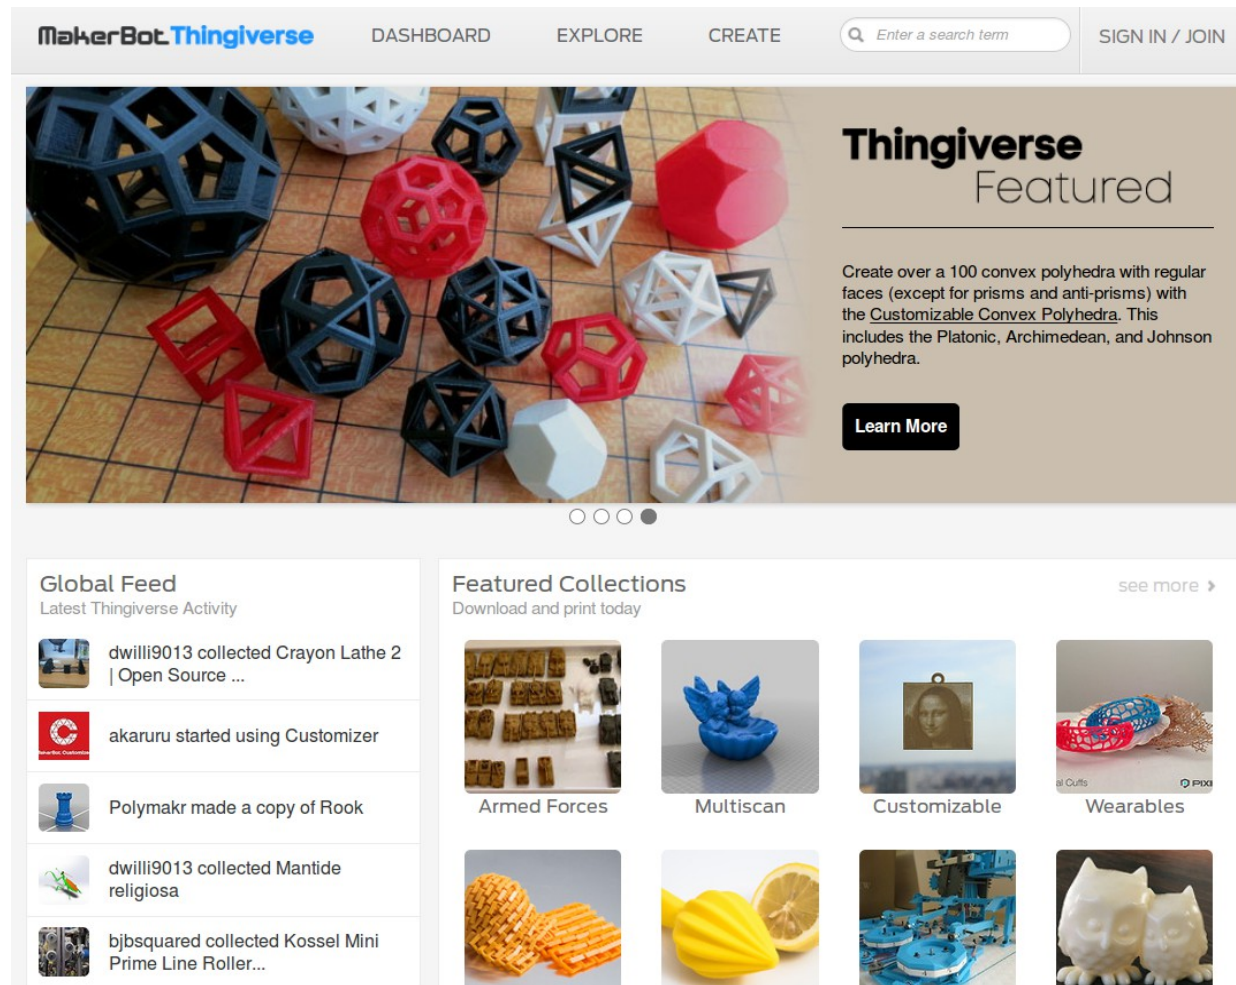 MakerBot Thingiverse
DASHBOARD
EXPLORE
CREATE
Enter a search term
SIGN IN / JOIN
Thingiverse
Featured
Create over a 100 convex polyhedra with regular
faces (except for prisms and anti-prisms) with
the Customizable Convex Polyhedra. This
includes the Platonic, Archimedean, and Johnson
polyhedra.
Learn More
Global Feed
Latest Thingiverse Activity
dwilli9013 collected Crayon Lathe 2
| Open Source ...
akaruru started using Customizer
Polymakr made a copy of Rook
dwilli9013 collected Mantide
religiosa
bjbsquared collected Kossel Mini
Prime Line Roller...
Featured Collections
see more
Download and print today
al Cuffs
PIXI
Armed Forces
Multiscan
Customizable
Wearables